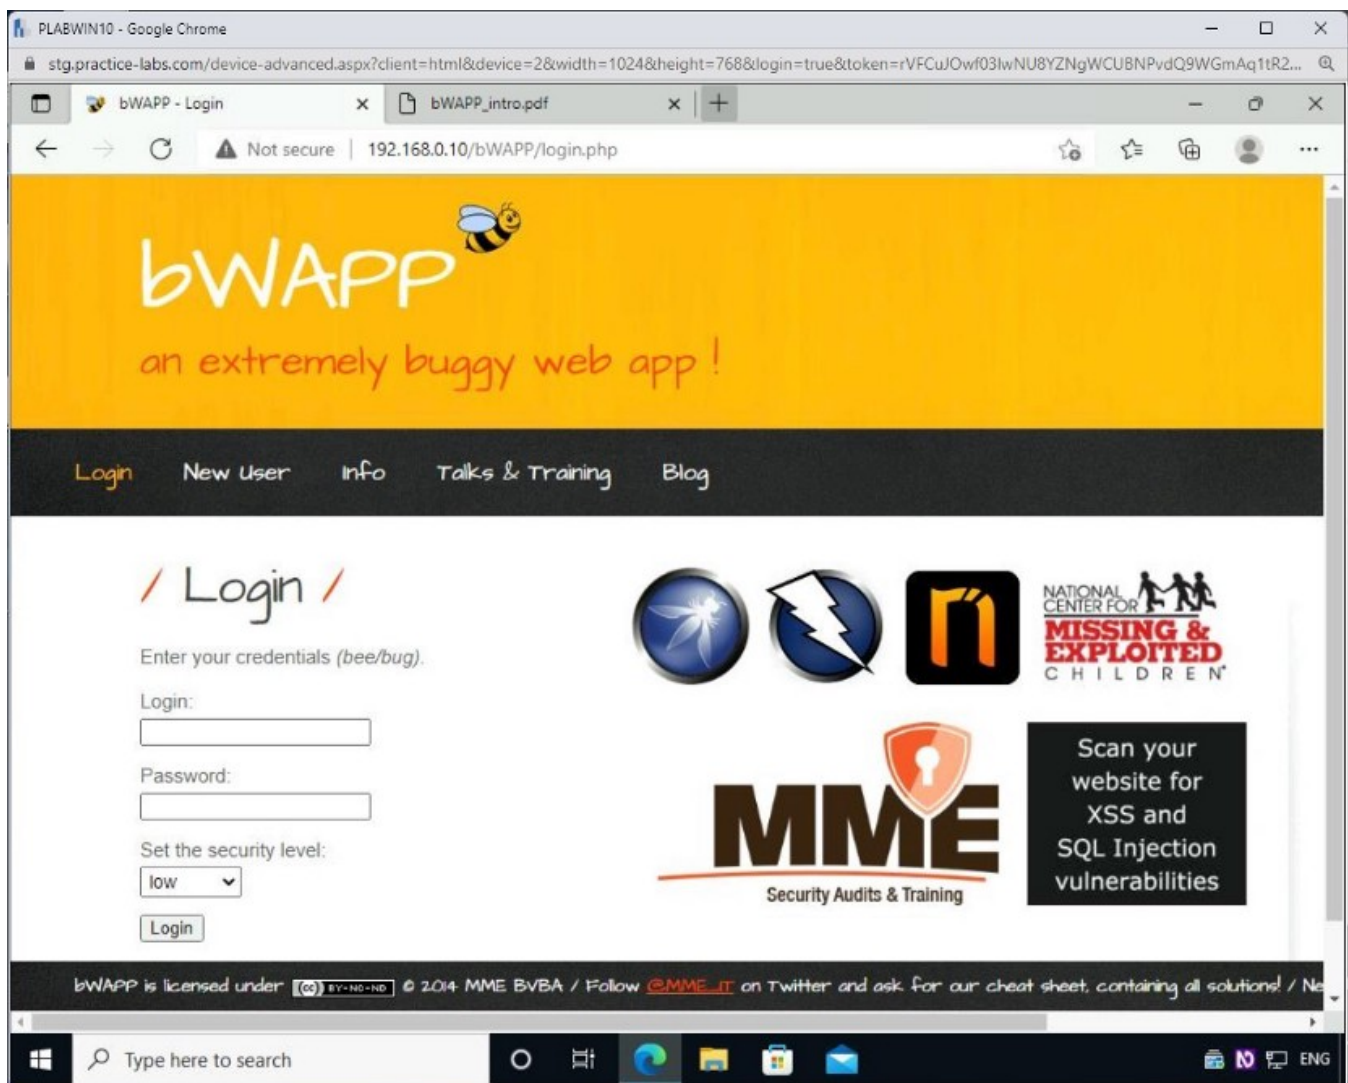 PLABWIN10 - Google Chrome
stg.practice-labs.com/device-advanced.aspx?client=html&device=2&width=1024&height=768&login=true&token=rVFCuJOwf03IwNU8YZNgWCUBNPvdQ9WGmAq1tR2...
bWAPP - Login
bWAPP_intro.pdf
Not secure | 192.168.0.10/bWAPP/login.php
bWAPP
an extremely buggy web app !
Login New User Info Talks & Training Blog
/ Login /
Enter your credentials (bee/bug).
Login:
Password:
Set the security level:
low
Login
n
NATIONAL
CENTER FOR
MISSING &
EXPLOITED
CHILDREN
MME
Security Audits & Training
Scan your
website for
XSS and
SQL Injection
vulnerabilities
bWAPP is licensed under (cc) BY-NC-ND © 2014 MME BVBA / Follow @MME_IT on Twitter and ask for our cheat sheet, containing all solutions! / Ne
Type here to search
ENG